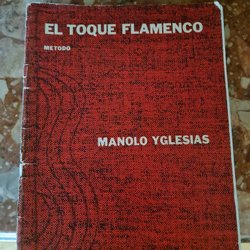 EL TOQUE FLAMENCO
METODO
MANOLO YGLESIAS